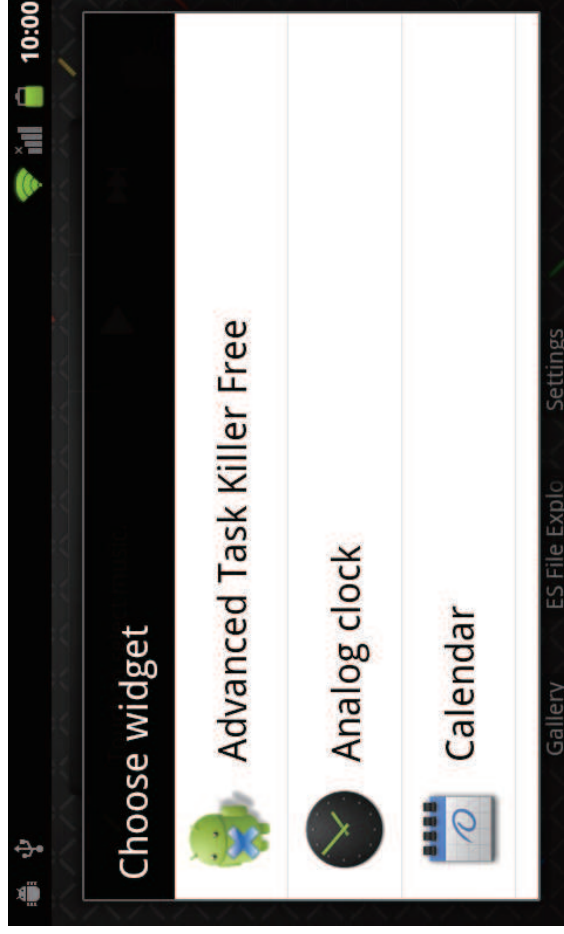 10:00
Choose widget
Advanced Task Killer Free
Analog clock
Calendar
Gallery
ES File Explo
Settings